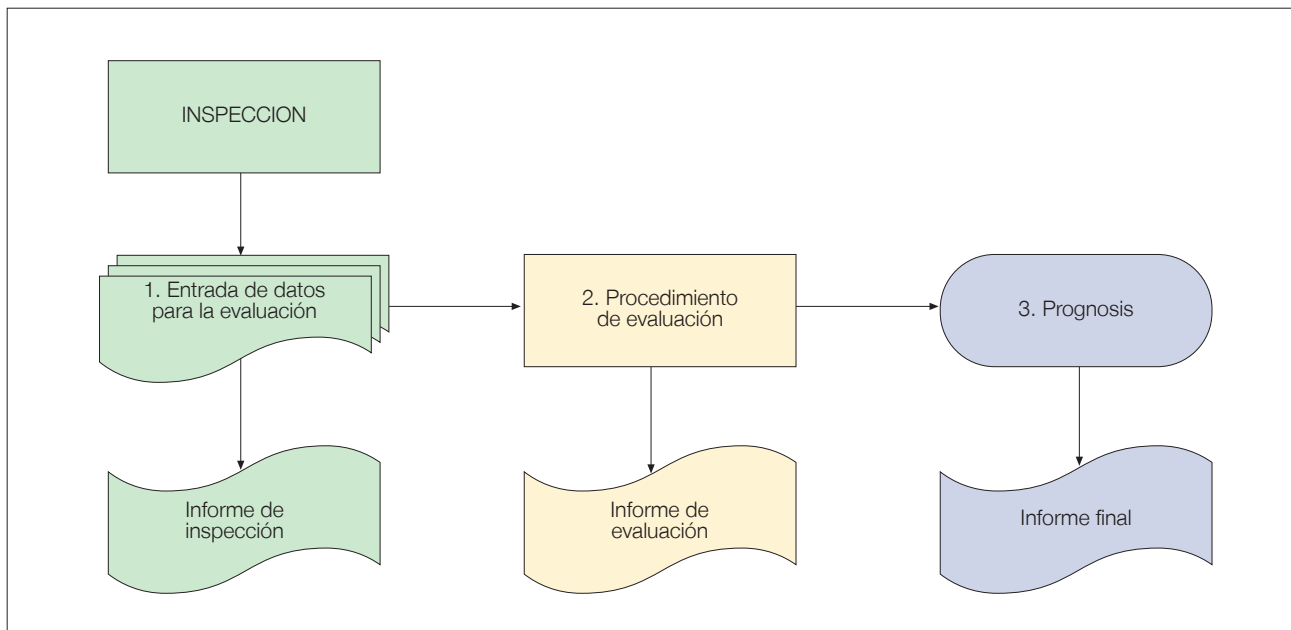 INSPECCION
1. Entrada de datos
para la evaluación
2. Procedimiento
de evaluación
3. Prognosis
Informe de
inspección
Informe de
evaluación
Informe final